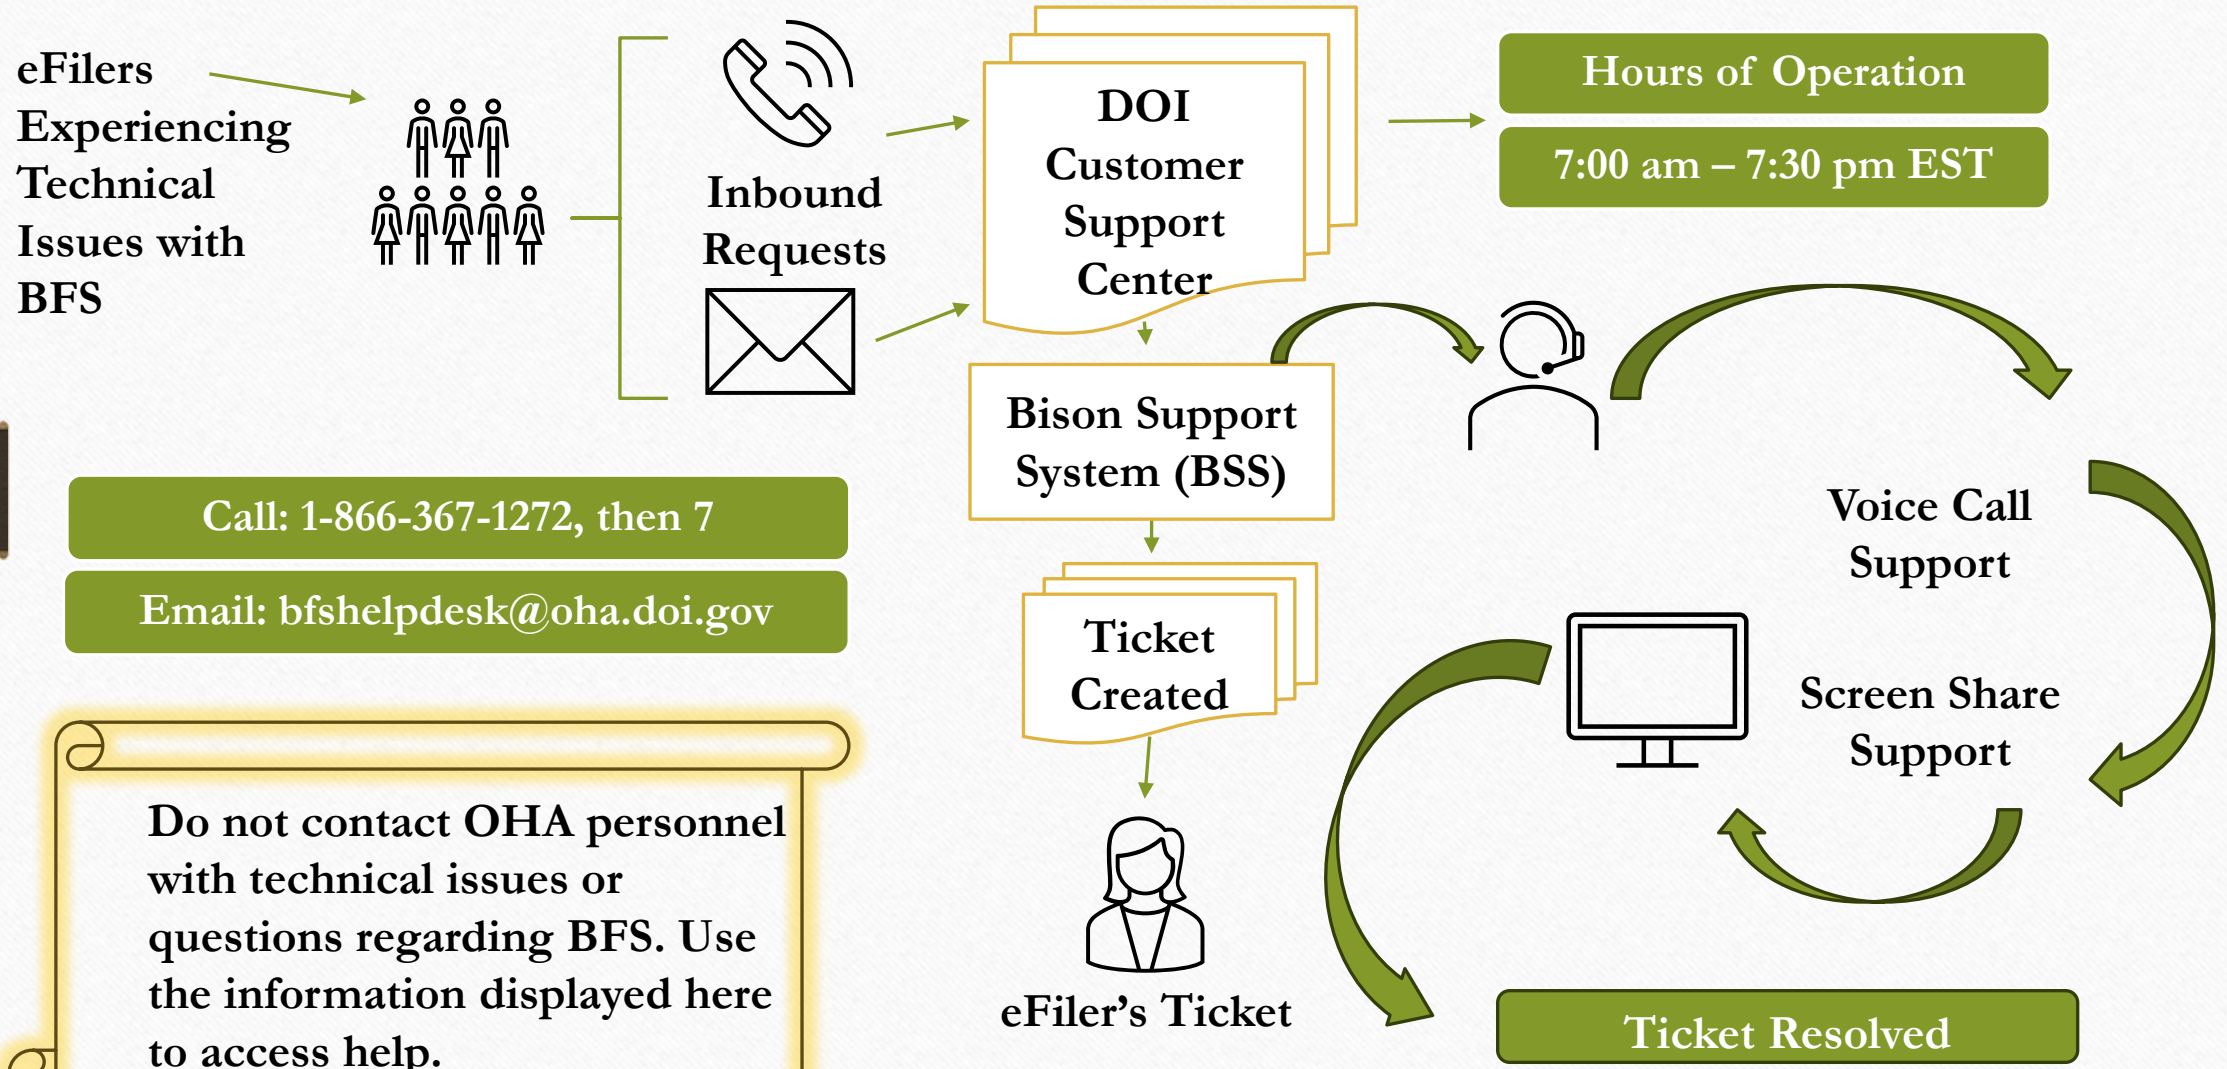 eFilers
Experiencing
Technical
Issues with
BFS
Inbound
Requests
DOI
Customer
Support
Center
Hours of Operation
7:00 am – 7:30 pm EST
Bison Support
System (BSS)
Call: 1-866-367-1272, then 7
Email: bfshelpdesk@oha.doi.gov
Voice Call
Support
Screen Share
Support
Ticket
Created
Do not contact OHA personnel
with technical issues or
questions regarding BFS. Use
the information displayed here
to access help.
eFiler’s Ticket
Ticket Resolved